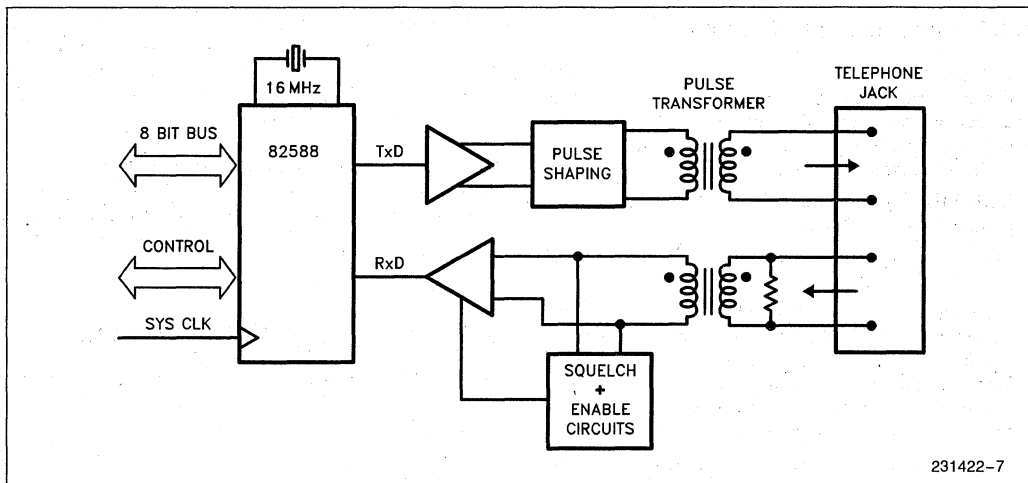 16 MHz
8 BIT BUS
82588
TxD
PULSE
SHAPING
PULSE
TRANSFORMER
TELEPHONE
JACK
CONTROL
RxD
SYS CLK
SQUELCH
+
ENABLE
CIRCUITS
231422-7